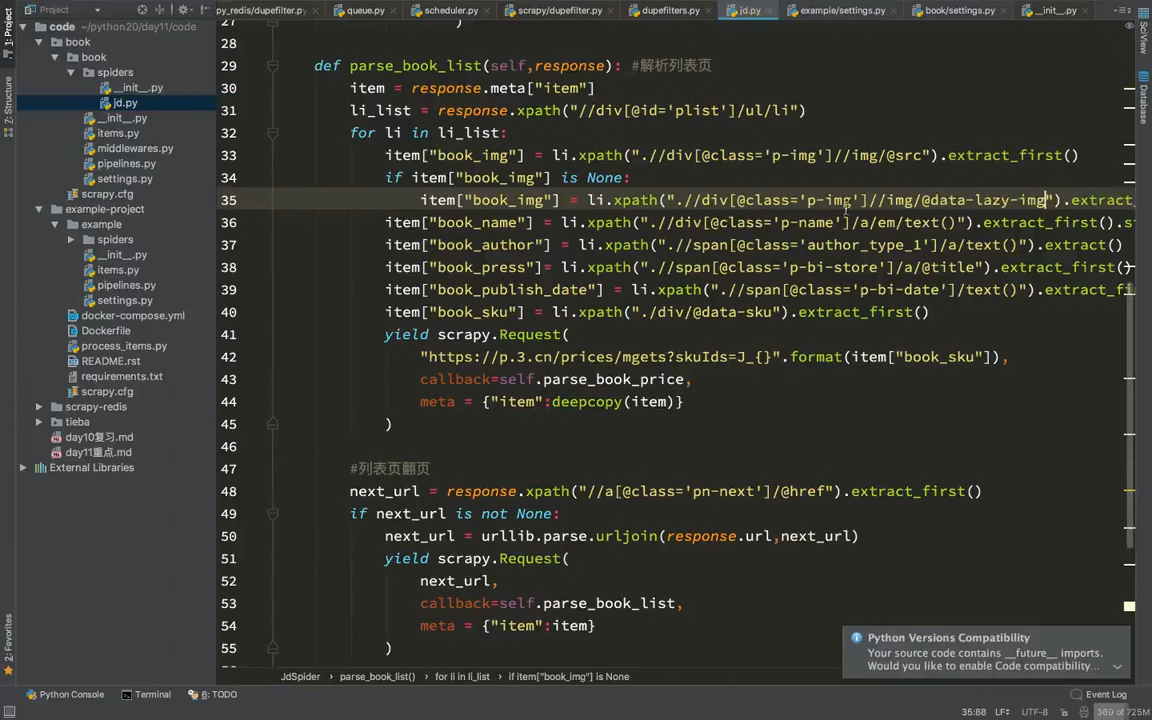 Project
py_redis/dupefilter.py
queue.py
scheduler.py
scrapy/dupefilter.py
dupefilters.py
jd.py
example/settings.py
book/settings.py
__init__.py
1: Project
7: Structure
2: Favorites
SciView
Database
code ~/python20/day11/code
book
book
spiders
__init__.py
jd.py
__init__.py
items.py
middlewares.py
pipelines.py
settings.py
scrapy.cfg
example-project
example
spiders
__init__.py
items.py
pipelines.py
settings.py
docker-compose.yml
Dockerfile
process_items.py
README.rst
requirements.txt
scrapy.cfg
scrapy-redis
tieba
day10复习.md
day11重点.md
External Libraries
27 )
28
29 def parse_book_list(self,response): #解析列表页
30 item = response.meta["item"]
31 li_list = response.xpath("//div[@id='plist']/ul/li")
32 for li in li_list:
33 item["book_img"] = li.xpath(".//div[@class='p-img']//img/@src").extract_first()
34 if item["book_img"] is None:
35 item["book_img"] = li.xpath(".//div[@class='p-img']//img/@data-lazy-img").extract_
36 item["book_name"] = li.xpath(".//div[@class='p-name']/a/em/text()").extract_first().s
37 item["book_author"] = li.xpath(".//span[@class='author_type_1']/a/text()").extract()
38 item["book_press"]= li.xpath(".//span[@class='p-bi-store']/a/@title").extract_first()
39 item["book_publish_date"] = li.xpath(".//span[@class='p-bi-date']/text()").extract_fi
40 item["book_sku"] = li.xpath("./div/@data-sku").extract_first()
41 yield scrapy.Request(
42 "https://p.3.cn/prices/mgets?skuIds=J_{}".format(item["book_sku"]),
43 callback=self.parse_book_price,
44 meta = {"item":deepcopy(item)}
45 )
46
47 #列表页翻页
48 next_url = response.xpath("//a[@class='pn-next']/@href").extract_first()
49 if next_url is not None:
50 next_url = urllib.parse.urljoin(response.url,next_url)
51 yield scrapy.Request(
52 next_url,
53 callback=self.parse_book_list,
54 meta = {"item":item}
55 )
Python Versions Compatibility
Your source code contains __future__ imports.
Would you like to enable Code compatibility...
JdSpider parse_book_list() for li in li_list if item["book_img"] is None
Python Console
Terminal
6: TODO
Event Log
35:88 LF UTF-8 369 of 725M